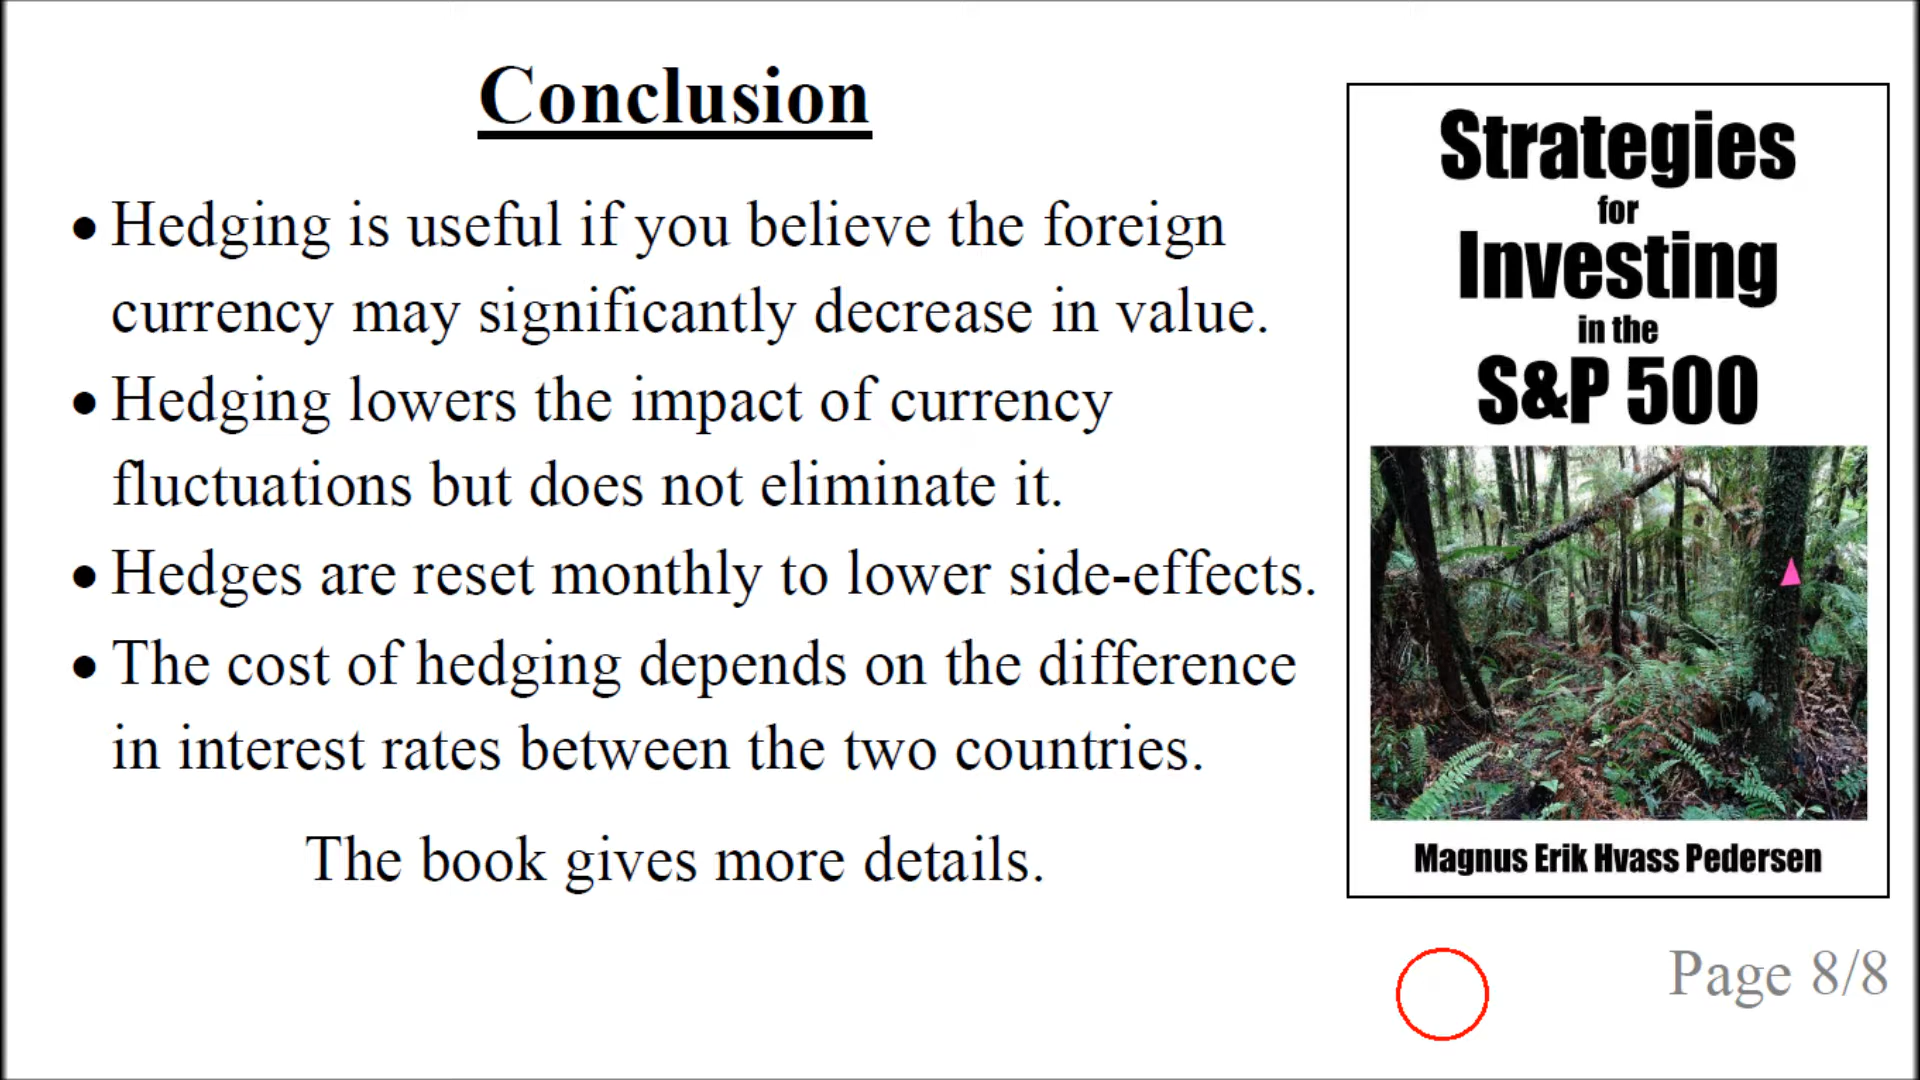 Conclusion
• Hedging is useful if you believe the foreign
currency may significantly decrease in value.
• Hedging lowers the impact of currency
fluctuations but does not eliminate it.
• Hedges are reset monthly to lower side-effects.
• The cost of hedging depends on the difference
in interest rates between the two countries.
The book gives more details.
Strategies
for
Investing
in the
S&P 500
Magnus Erik Hvass Pedersen
Page 8/8